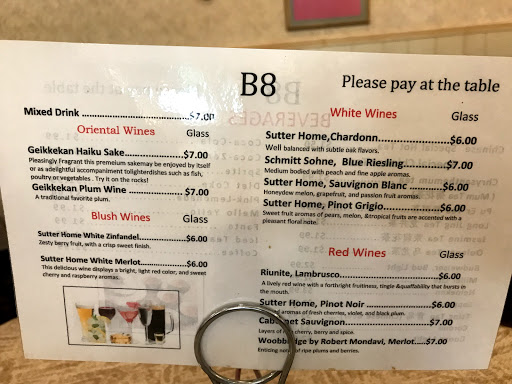 B8
Please pay at the table
Mixed Drink ...............................$7.00
Oriental Wines Glass
Geikkekan Haiku Sake..................$7.00
Pleasingly Fragrant this premeium sakemay be enjoyed by itself
or as adelightful accompaniment tolighterdishes such as fish,
poultry or vegetables. Try it on the rocks!
Geikkekan Plum Wine ................$7.00
A traditional favorite plum.
Blush Wines Glass
Sutter Home White Zinfandel...............$6.00
Zesty berry fruit, with a crisp sweet finish.
Sutter Home White Merlot..................$6.00
This delicious wine displays a bright, light red color, and sweet
cherry and raspberry aromas.
White Wines Glass
Sutter Home,Chardonn..................$6.00
Well balanced with subtle oak flavors.
Schmitt Sohne, Blue Riesling..........$7.00
Medium bodied with peach and fine apple aromas.
Sutter Home, Sauvignon Blanc ..............$6.00
Honeydew melon, grapefruit, and passion fruit aromas.
Sutter Home, Pinot Grigio................$6.00
Sweet fruit aromas of pears, melon, &tropical fruits are accented with a
pleasant floral note.
Red Wines Glass
Riunite, Lambrusco........................$6.00
A lively red wine with a forthright fruitiness, tingle &quaffability that bursts in
the mouth.
Sutter Home, Pinot Noir ..................$6.00
aromas of fresh cherries, violet, and black plum.
Cabernet Sauvignon......................$7.00
Layers of cherry, berry and spice.
Woobbridge by Robert Mondavi, Merlot.....$7.00
Enticing of ripe plums and berries.